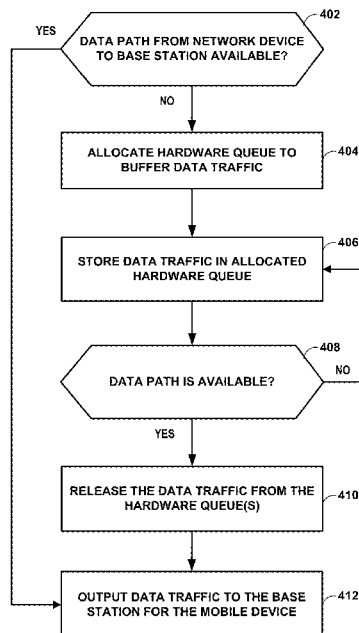 402
YES
DATA PATH FROM NETWORK DEVICE
TO BASE STATION AVAILABLE?
NO
ALLOCATE HARDWARE QUEUE TO
BUFFER DATA TRAFFIC
404
406
STORE DATA TRAFFIC IN ALLOCATED
HARDWARE QUEUE
408
DATA PATH IS AVAILABLE?
NO
YES
RELEASE THE DATA TRAFFIC FROM THE
HARDWARE QUEUE(S)
410
OUTPUT DATA TRAFFIC TO THE BASE
STATION FOR THE MOBILE DEVICE
412